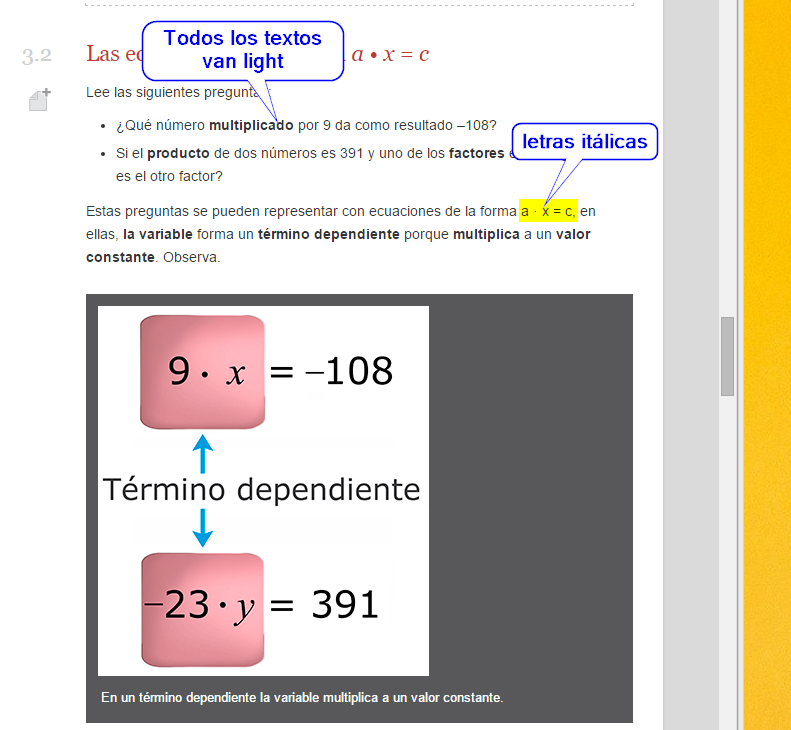 Todos los textos
van light
3.2 Las ec a • x = c
Lee las siguientes
• ¿Qué número multiplicado por 9 da como resultado –108?
letras itálicas
• Si el producto de dos números es 391 y uno de los factores
es el otro factor?
Estas preguntas se pueden representar con ecuaciones de la forma a · x = c, en
ellas, la variable forma un término dependiente porque multiplica a un valor
constante. Observa.
9 · x = –108
Término dependiente
–23 · y = 391
En un término dependiente la variable multiplica a un valor constante.